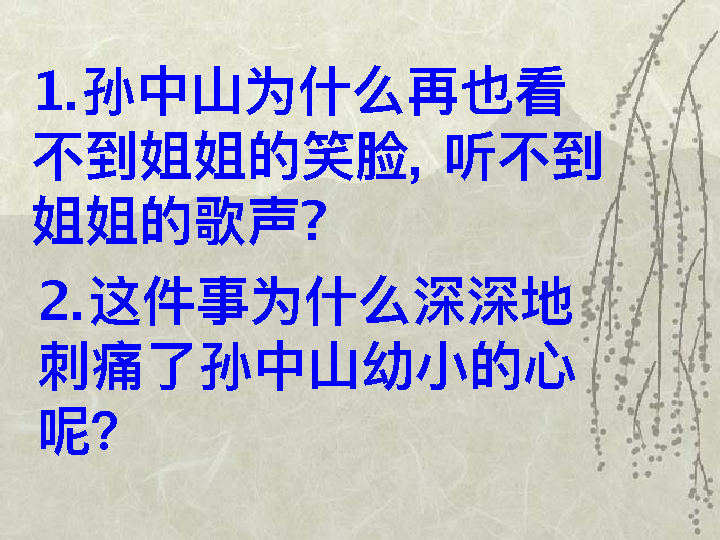 1.孙中山为什么再也看
不到姐姐的笑脸，听不到
姐姐的歌声？
2.这件事为什么深深地
刺痛了孙中山幼小的心
呢？